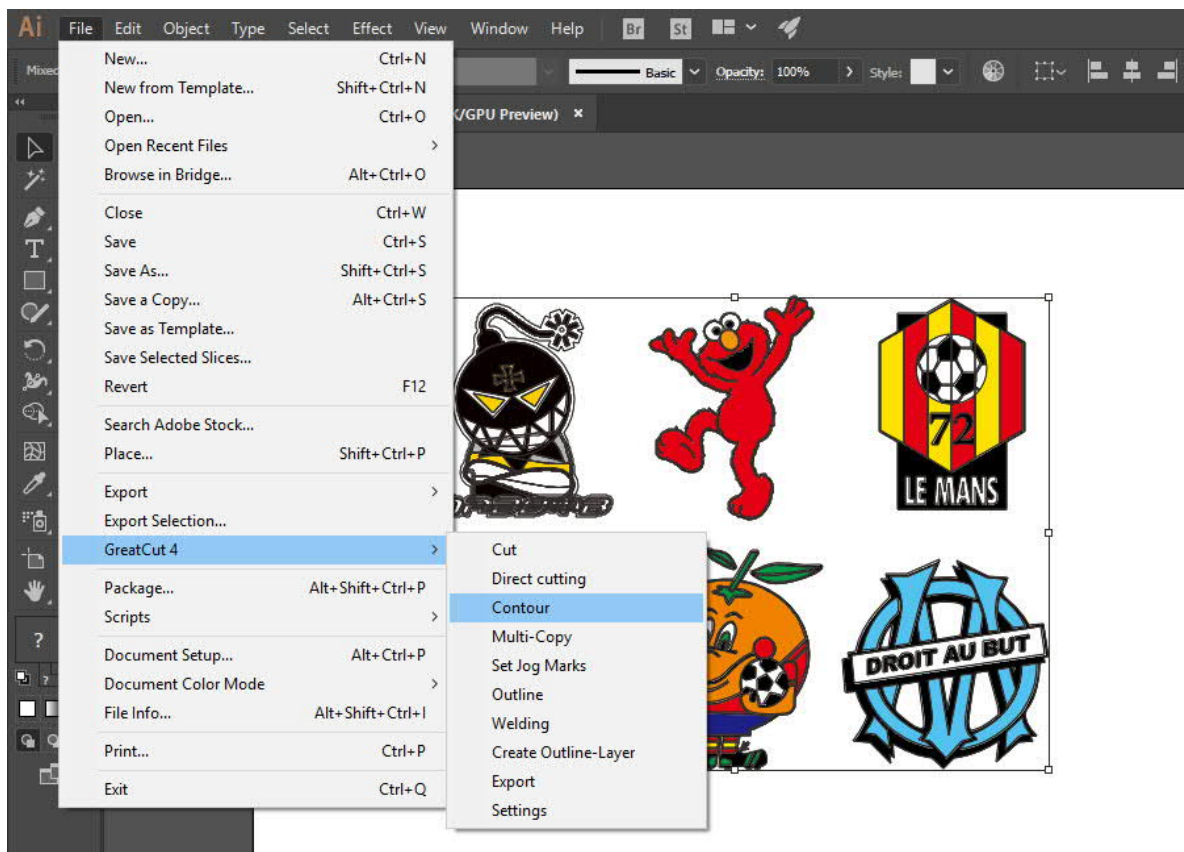 Ai File Edit Object Type Select Effect View Window Help Br St
Mixed Basic Opacity: 100% Style:
/GPU Preview) ×
New... Ctrl+N
New from Template... Shift+Ctrl+N
Open... Ctrl+O
Open Recent Files
Browse in Bridge... Alt+Ctrl+O
Close Ctrl+W
Save Ctrl+S
Save As... Shift+Ctrl+S
Save a Copy... Alt+Ctrl+S
Save as Template...
Save Selected Slices...
Revert F12
Search Adobe Stock...
Place... Shift+Ctrl+P
Export
Export Selection...
GreatCut 4
Package... Alt+Shift+Ctrl+P
Scripts
Document Setup... Alt+Ctrl+P
Document Color Mode
File Info... Alt+Shift+Ctrl+I
Print... Ctrl+P
Exit Ctrl+Q
Cut
Direct cutting
Contour
Multi-Copy
Set Jog Marks
Outline
Welding
Create Outline-Layer
Export
Settings
72
LE MANS
DROIT AU BUT